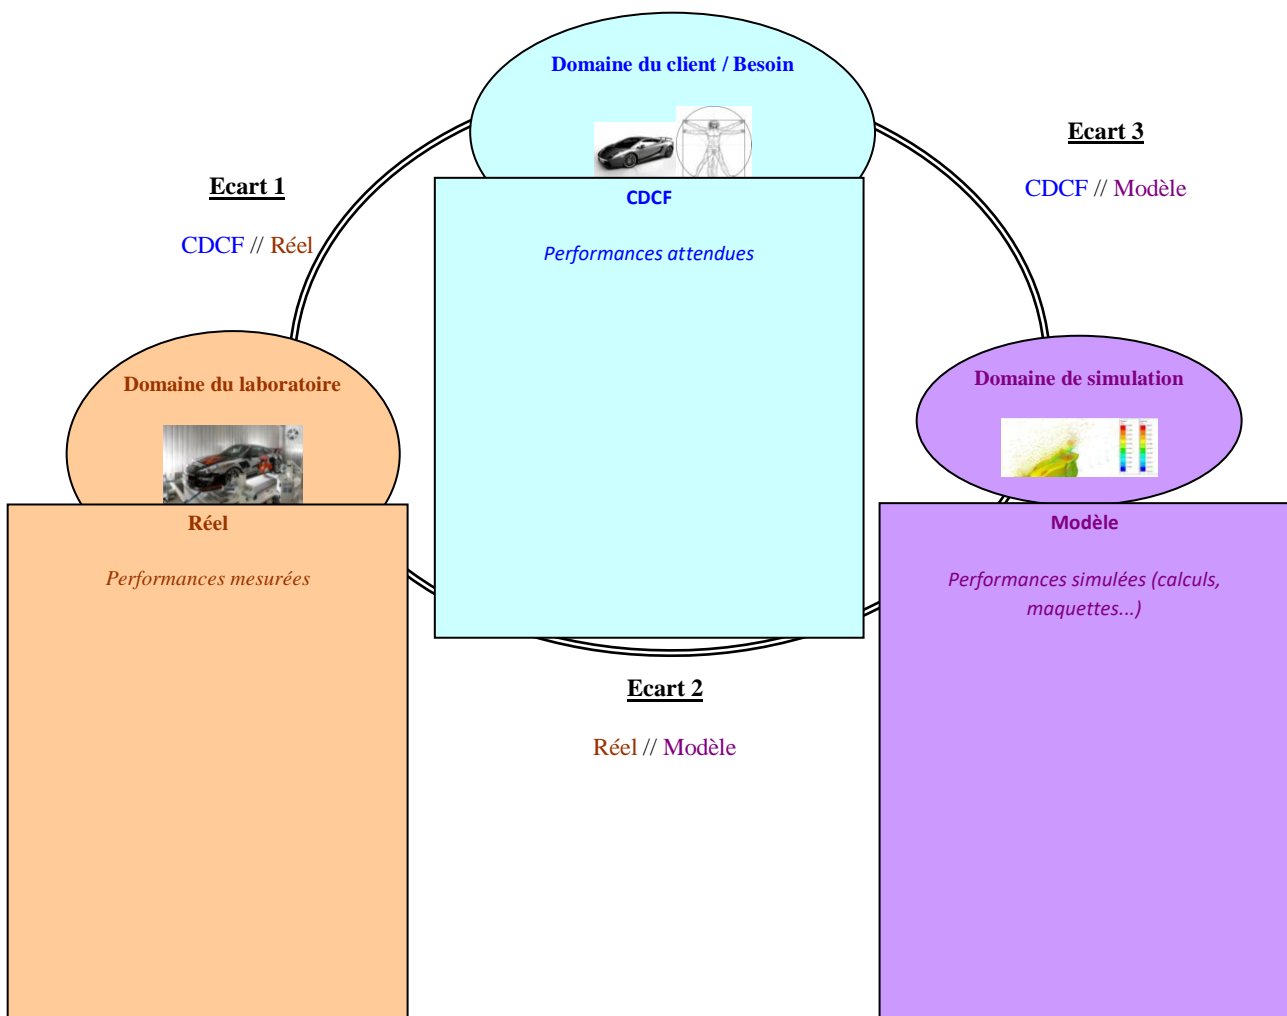 Domaine du client / Besoin
Ecart 3
CDCF // Modèle
Ecart 1
CDCF // Réel
CDCF
Performances attendues
Domaine du laboratoire
Domaine de simulation
Réel
Performances mesurées
Modèle
Performances simulées (calculs,
maquettes...)
Ecart 2
Réel // Modèle